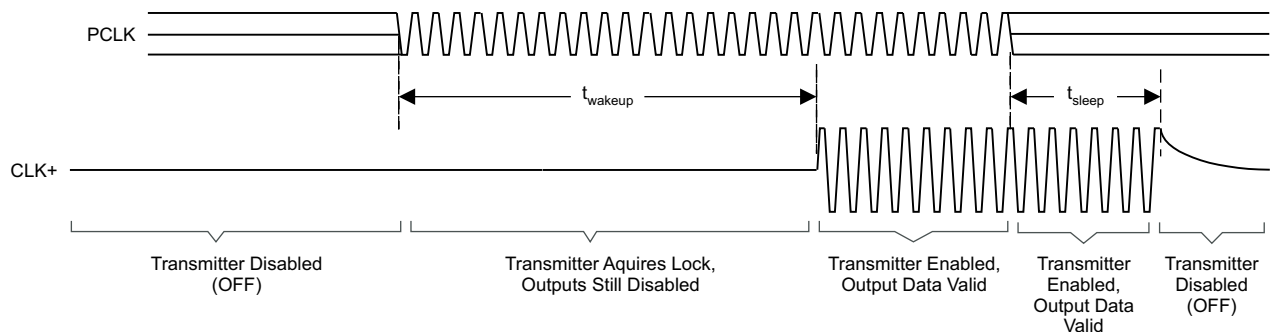 PCLK
t_wakeup
t_sleep
CLK+
Transmitter Disabled
(OFF)
Transmitter Aquires Lock,
Outputs Still Disabled
Transmitter Enabled,
Output Data Valid
Transmitter
Enabled,
Output Data
Valid
Transmitter
Disabled
(OFF)